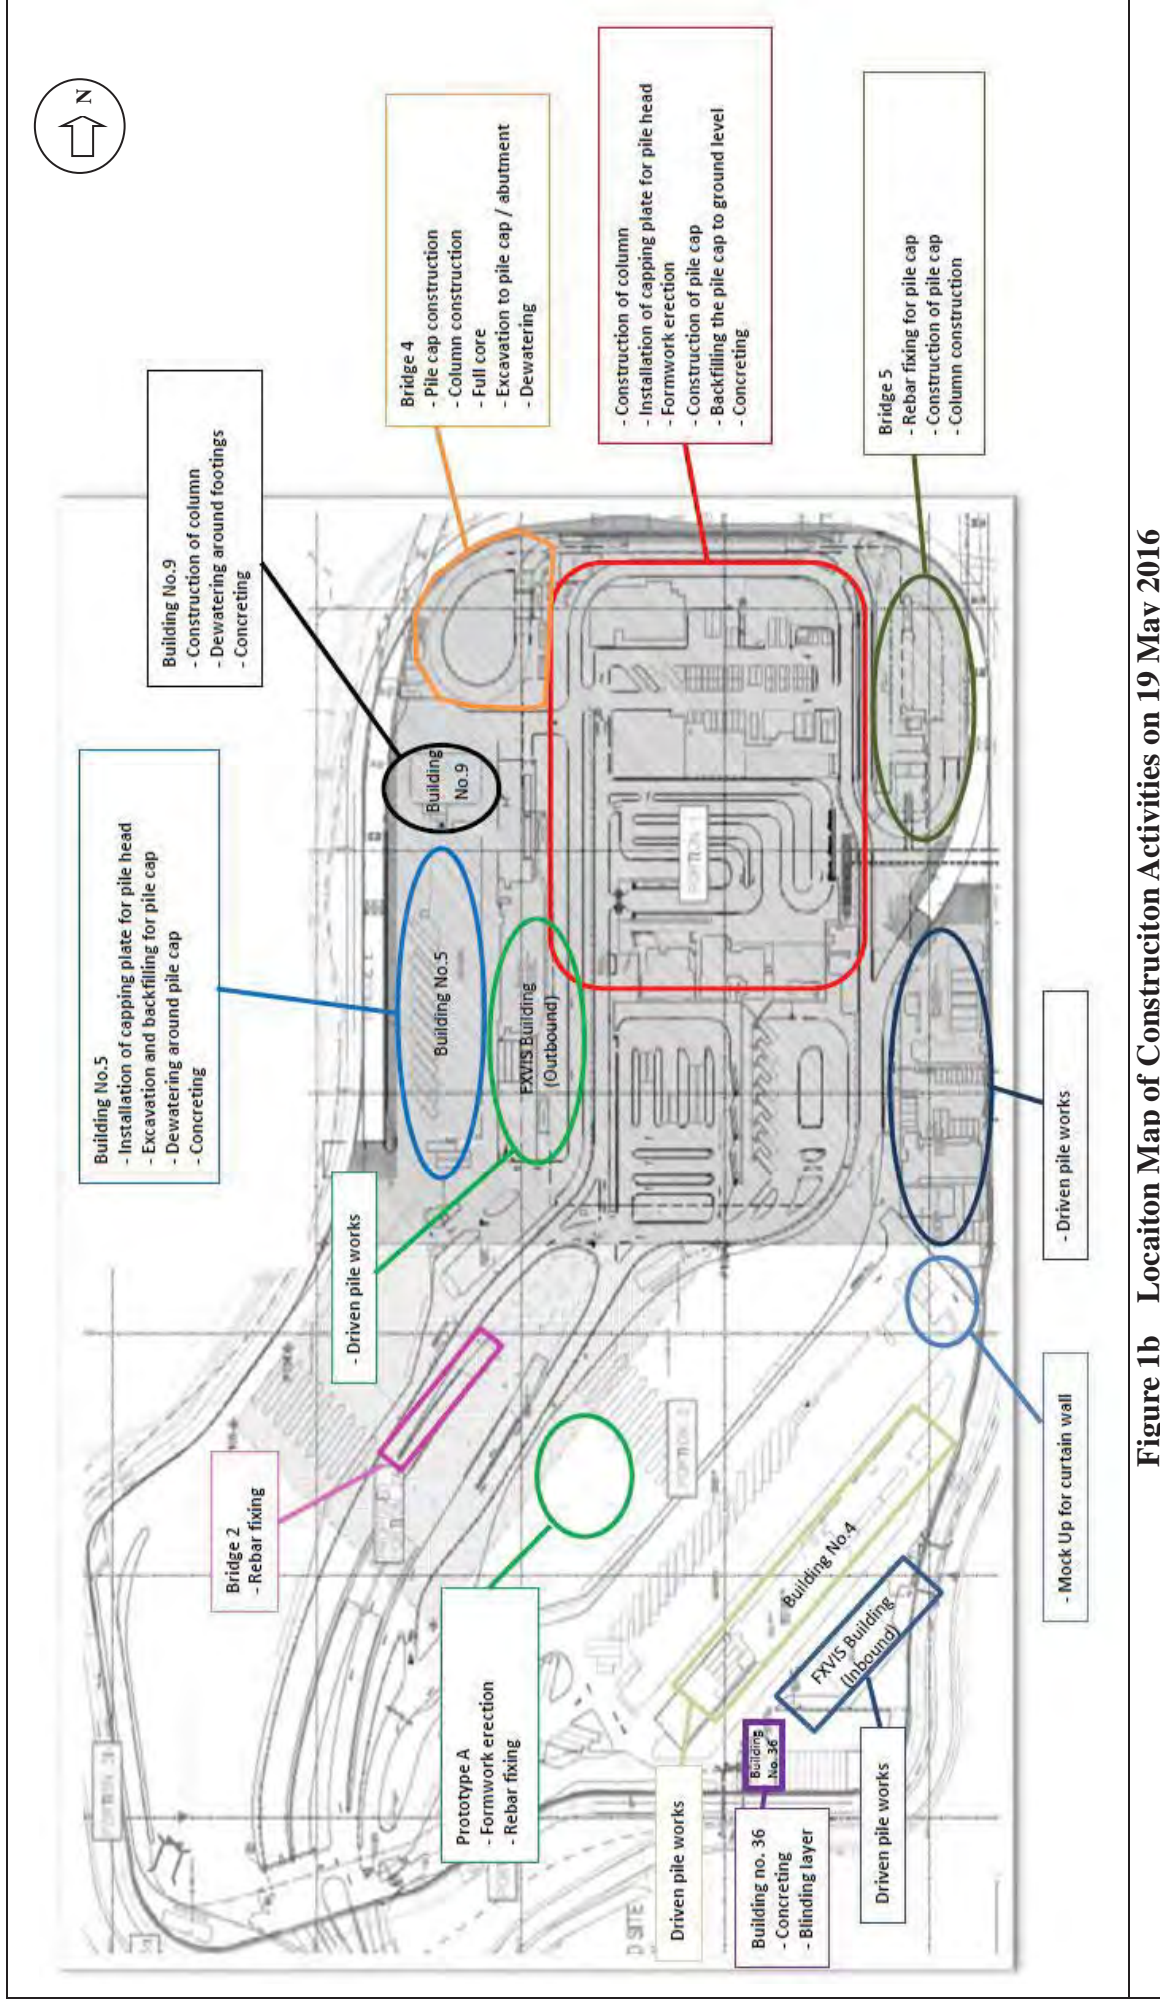 N
Building No.5
- Installation of capping plate for pile head
- Excavation and backfilling for pile cap
- Dewatering around pile cap
- Concreting
Building No.9
- Construction of column
- Dewatering around footings
- Concreting
Bridge 4
- Pile cap construction
- Column construction
- Full core
- Excavation to pile cap / abutment
- Dewatering
- Construction of column
- Installation of capping plate for pile head
- Formwork erection
- Construction of pile cap
- Backfilling the pile cap to ground level
- Concreting
Bridge 5
- Rebar fixing for pile cap
- Construction of pile cap
- Column construction
- Driven pile works
Bridge 2
- Rebar fixing
Prototype A
- Formwork erection
- Rebar fixing
Driven pile works
Building no. 36
- Concreting
- Blinding layer
Driven pile works
- Mock Up for curtain wall
- Driven pile works
Building
No.9
Building No.5
FXVIS Building
(Outbound)
Building No.4
FXVIS Building
(Inbound)
Building
No. 36
D SITE
Figure 1b Locaiton Map of Construciton Activities on 19 May 2016